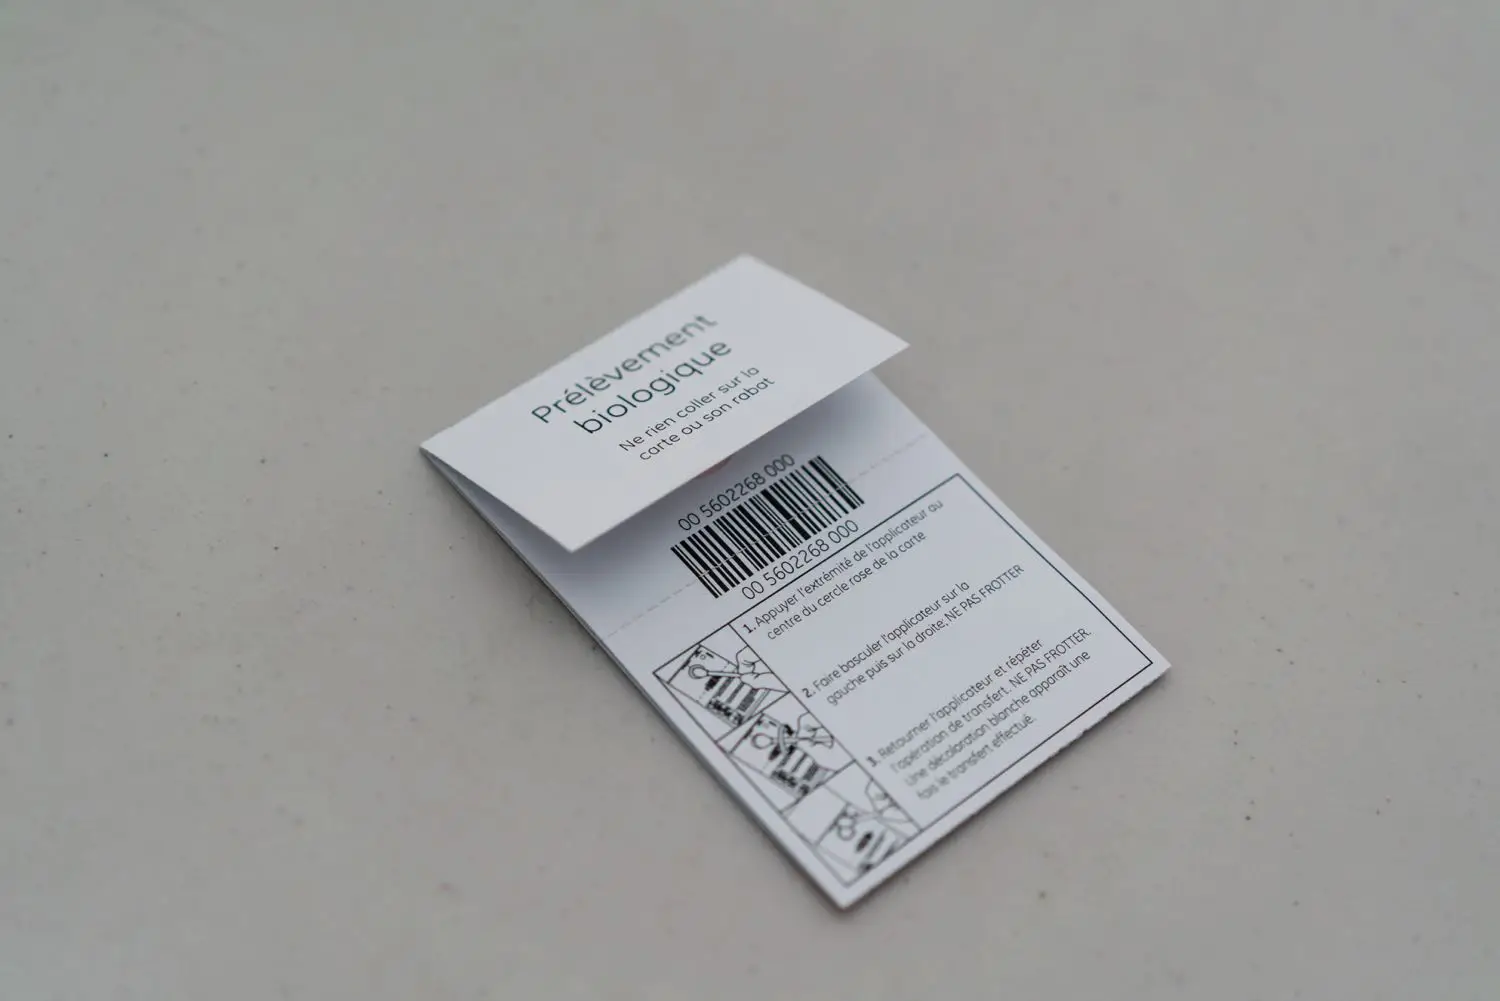 Prélèvement
biologique
Ne rien coller sur la
carte ou son rabat
00 5602268 000
00 5602268 000
1. Appuyer l'extrémité de l'applicateur au
centre du cercle rose de la carte
2. Faire basculer l'applicateur sur la
gauche puis sur la droite; NE PAS FROTTER
3. Retourner l'applicateur et répéter
l'opération de transfert. NE PAS FROTTER.
Une décoloration blanche apparaît une
fois le transfert effectué.